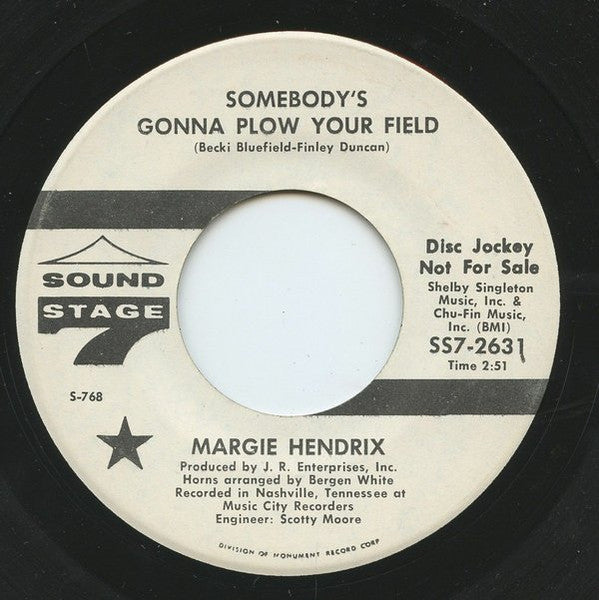 SOMEBODY'S
GONNA PLOW YOUR FIELD
(Becki Bluefield-Finley Duncan)
SOUND
STAGE
7
S-768
Disc Jockey
Not For Sale
Shelby Singleton
Music, Inc. &
Chu-Fin Music,
Inc. (BMI)
SS7-2631
Time 2:51
MARGIE HENDRIX
Produced by J. R. Enterprises, Inc.
Horns arranged by Bergen White
Recorded in Nashville, Tennessee at
Music City Recorders
Engineer: Scotty Moore
DIVISION OF MONUMENT RECORD CORP